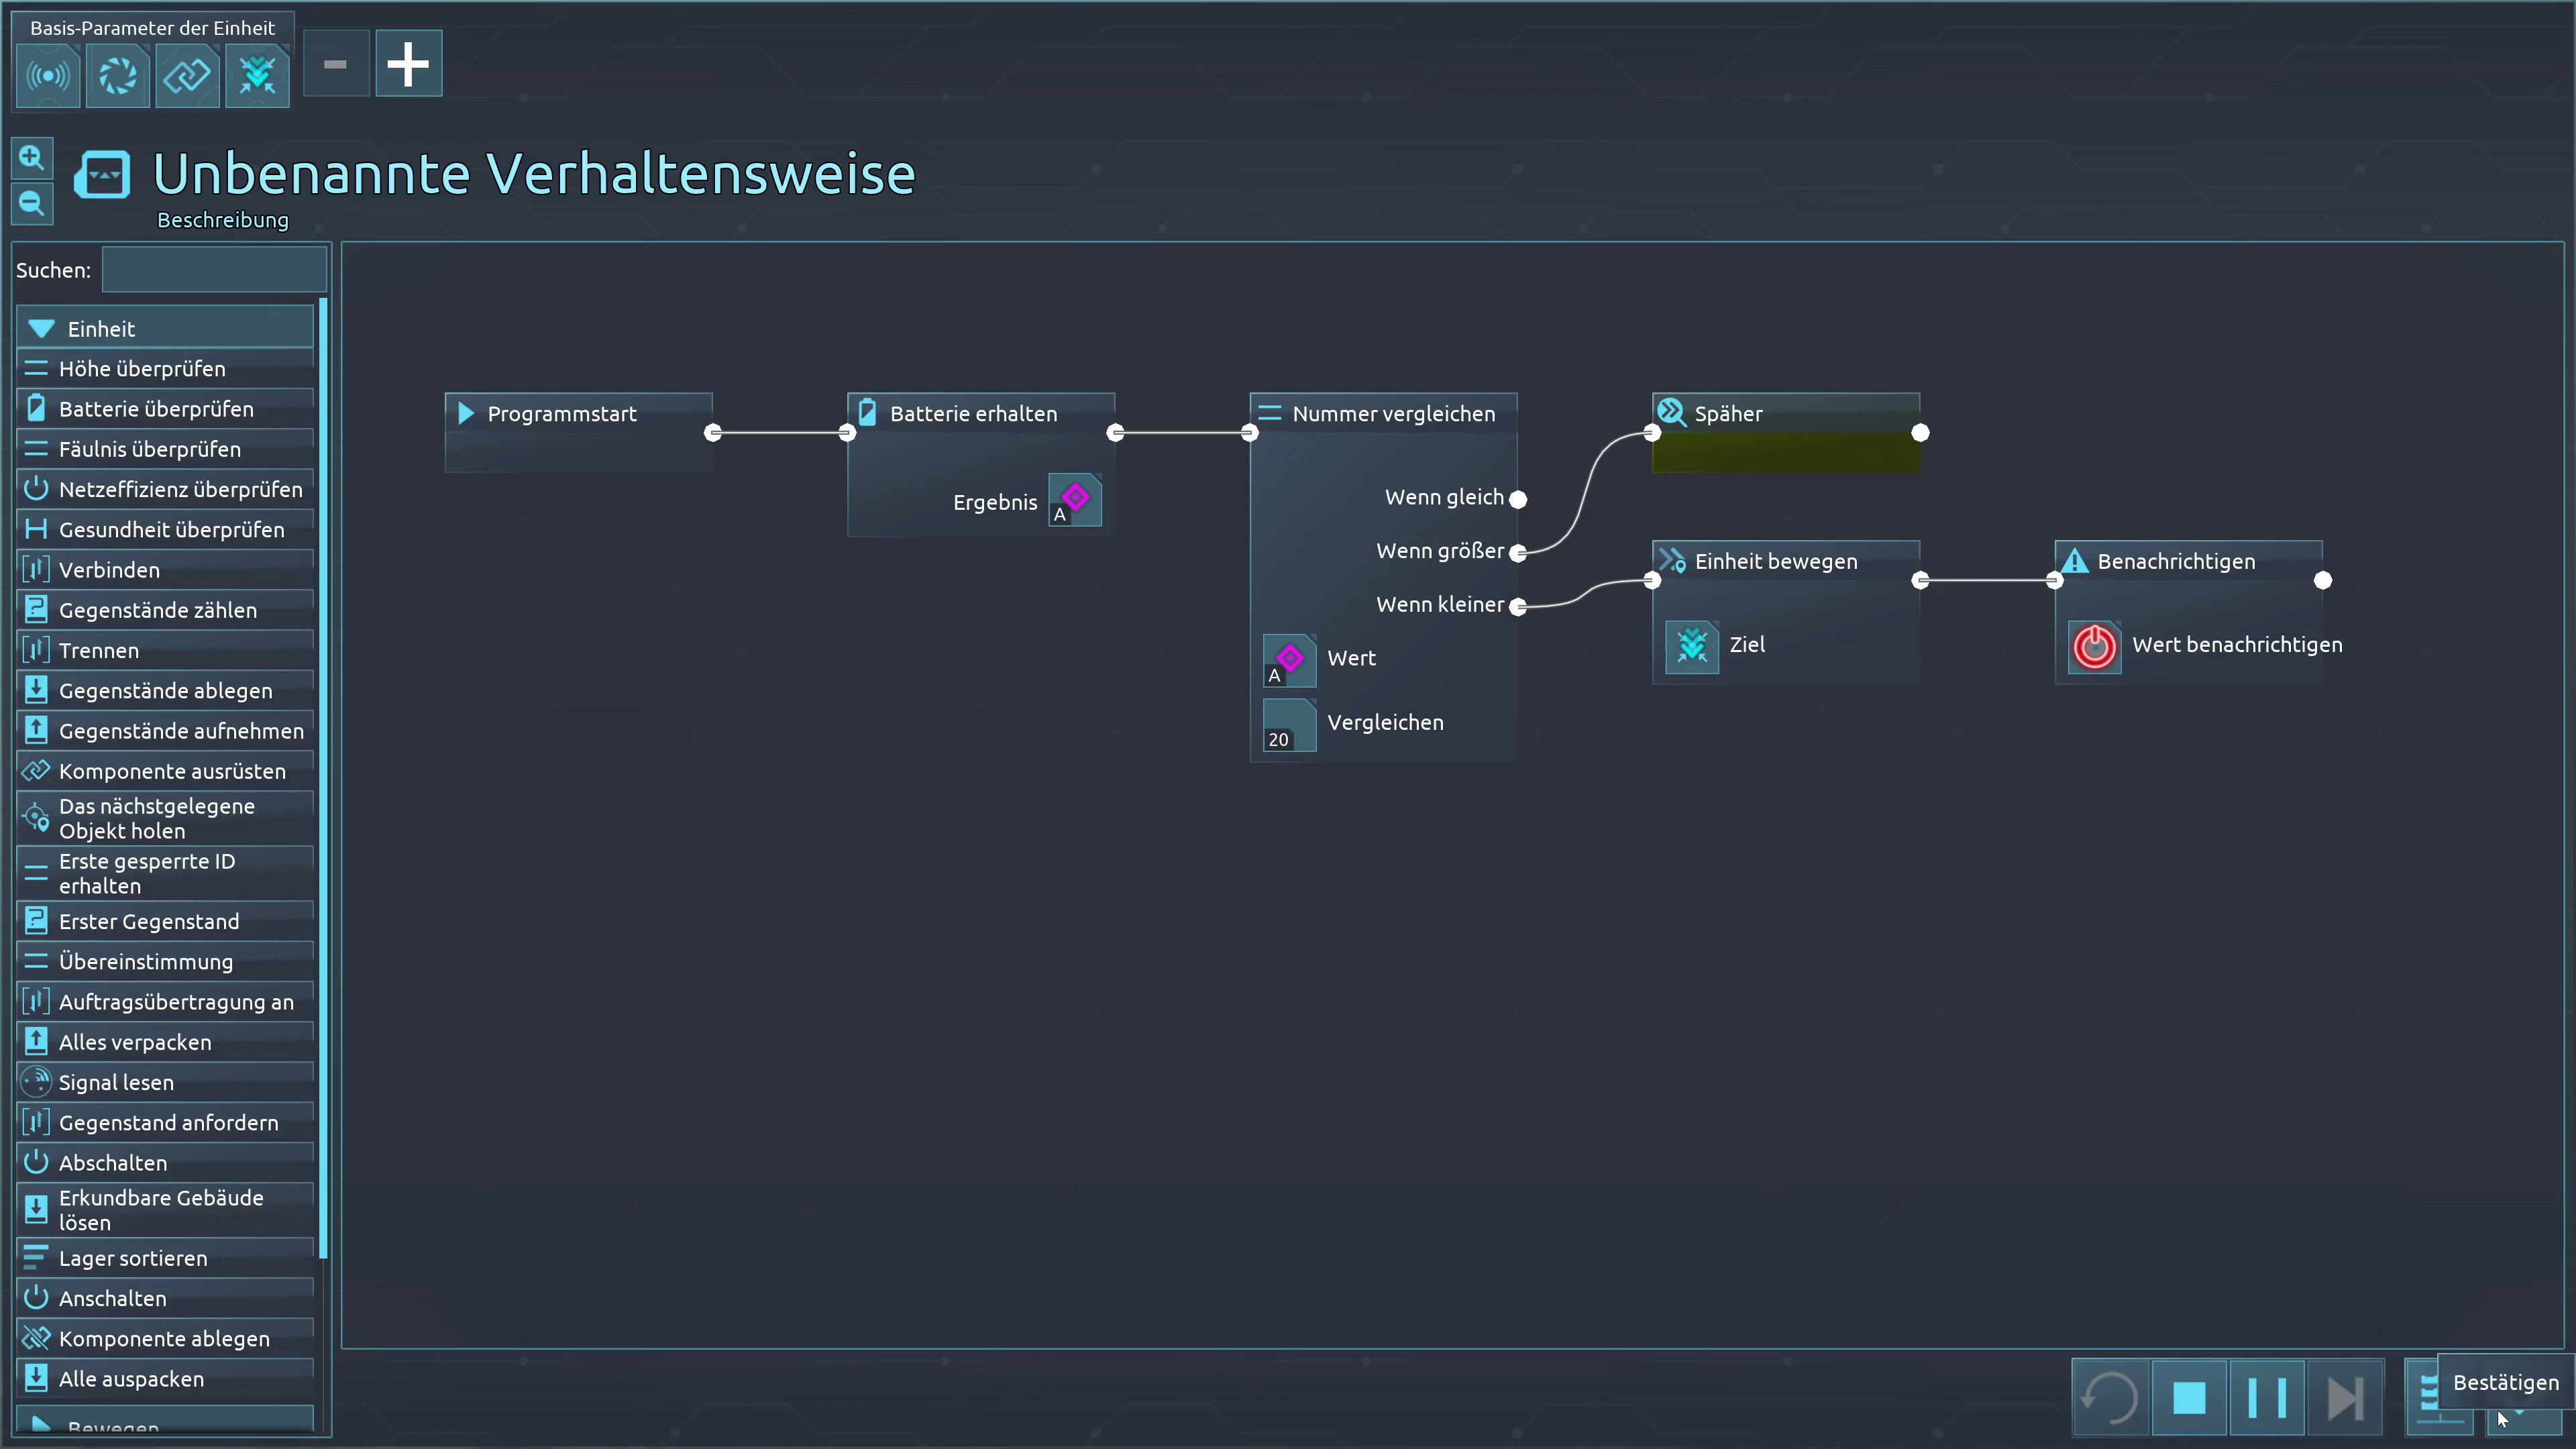 Basis-Parameter der Einheit
Unbenannte Verhaltensweise
Beschreibung
Suchen:
Einheit
Höhe überprüfen
Batterie überprüfen
Fäulnis überprüfen
Netzeffizienz überprüfen
Gesundheit überprüfen
Verbinden
Gegenstände zählen
Trennen
Gegenstände ablegen
Gegenstände aufnehmen
Komponente ausrüsten
Das nächstgelegene
Objekt holen
Erste gesperrte ID
erhalten
Erster Gegenstand
Übereinstimmung
Auftragsübertragung an
Alles verpacken
Signal lesen
Gegenstand anfordern
Abschalten
Erkundbare Gebäude
lösen
Lager sortieren
Anschalten
Komponente ablegen
Alle auspacken
Bewegen
Programmstart
Batterie erhalten
Ergebnis
A
Nummer vergleichen
Wenn gleich
Wenn größer
Wenn kleiner
A
Wert
20
Vergleichen
Späher
Einheit bewegen
Ziel
Benachrichtigen
Wert benachrichtigen
Bestätigen